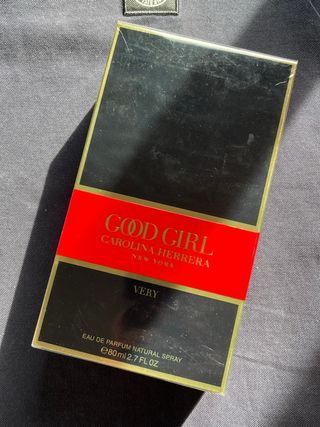 GOOD GIRL
CAROLINA HERRERA
NEW YORK
VERY
EAU DE PARFUM NATURAL SPRAY
℮80ml 2.7 FL OZ